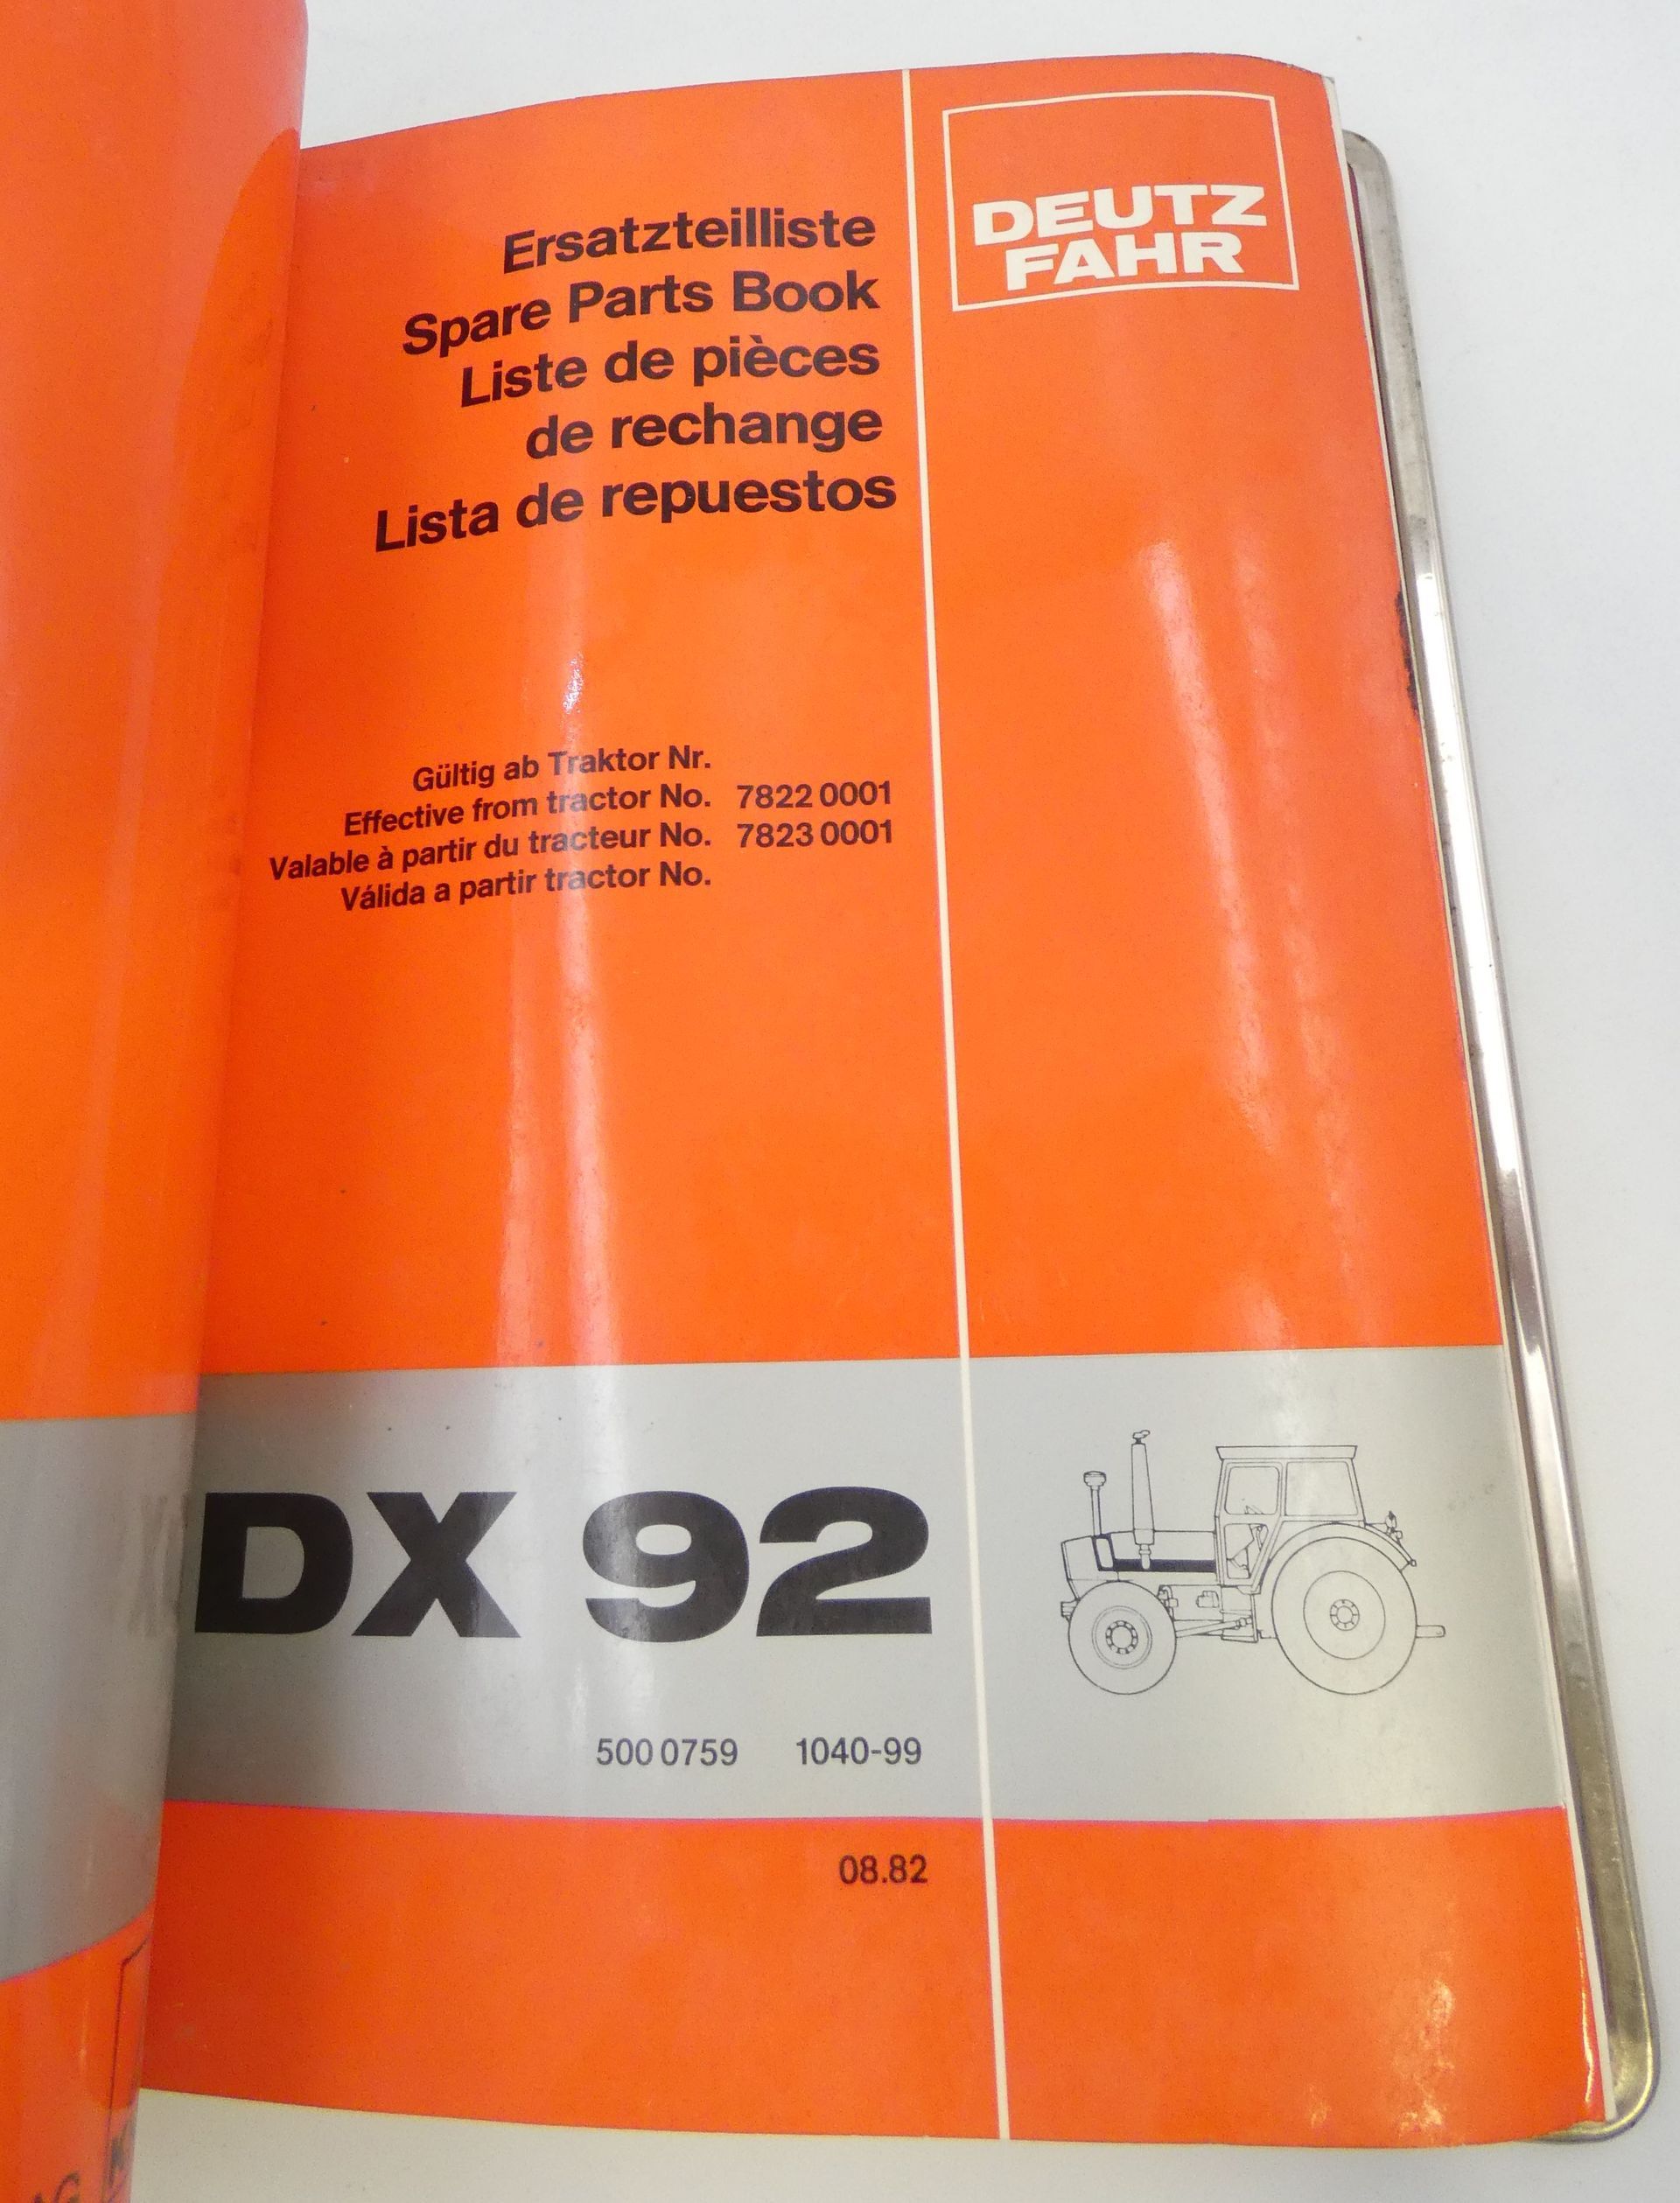 DEUTZ
FAHR
Ersatzteilliste
Spare Parts Book
Liste de pièces
de rechange
Lista de repuestos
Gültig ab Traktor Nr.
Effective from tractor No. 7822 0001
Valable à partir du tracteur No. 7823 0001
Válida a partir tractor No.
DX 92
500 0759 1040-99
08.82